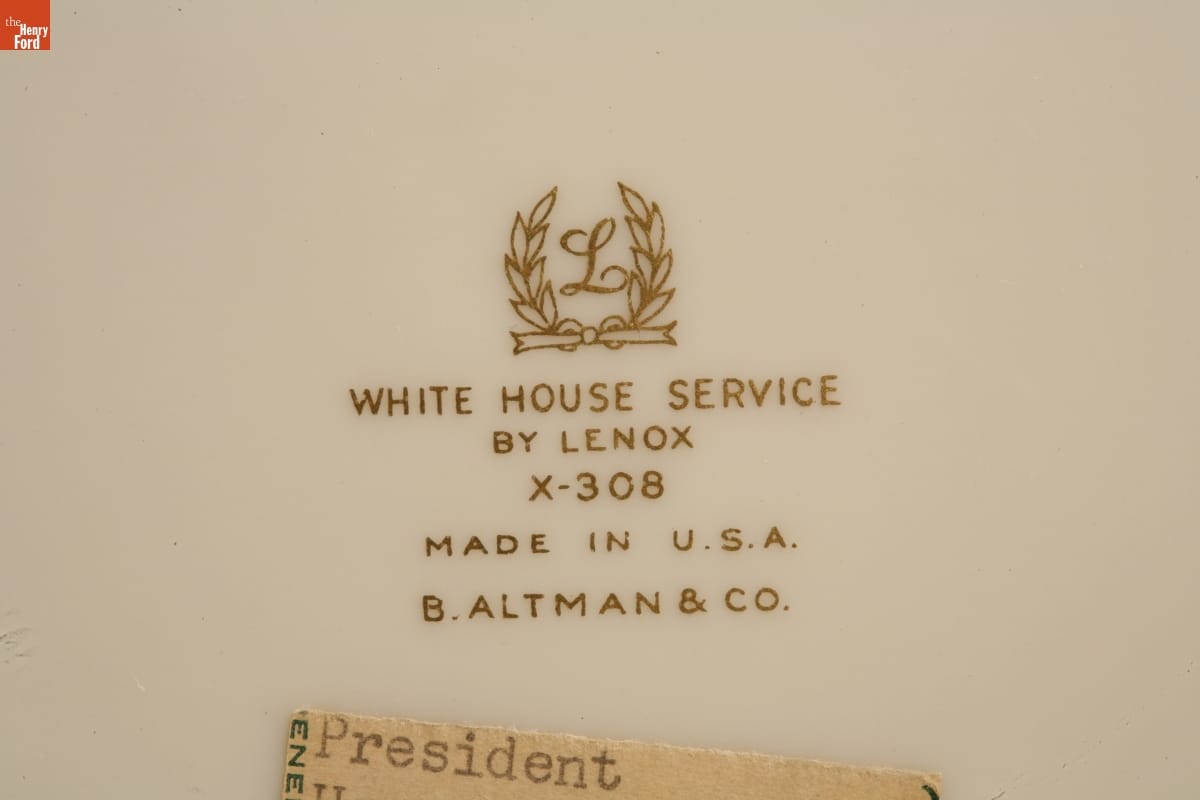 the
Henry
Ford
L
WHITE HOUSE SERVICE
BY LENOX
X-308
MADE IN U.S.A.
B. ALTMAN & CO.
President